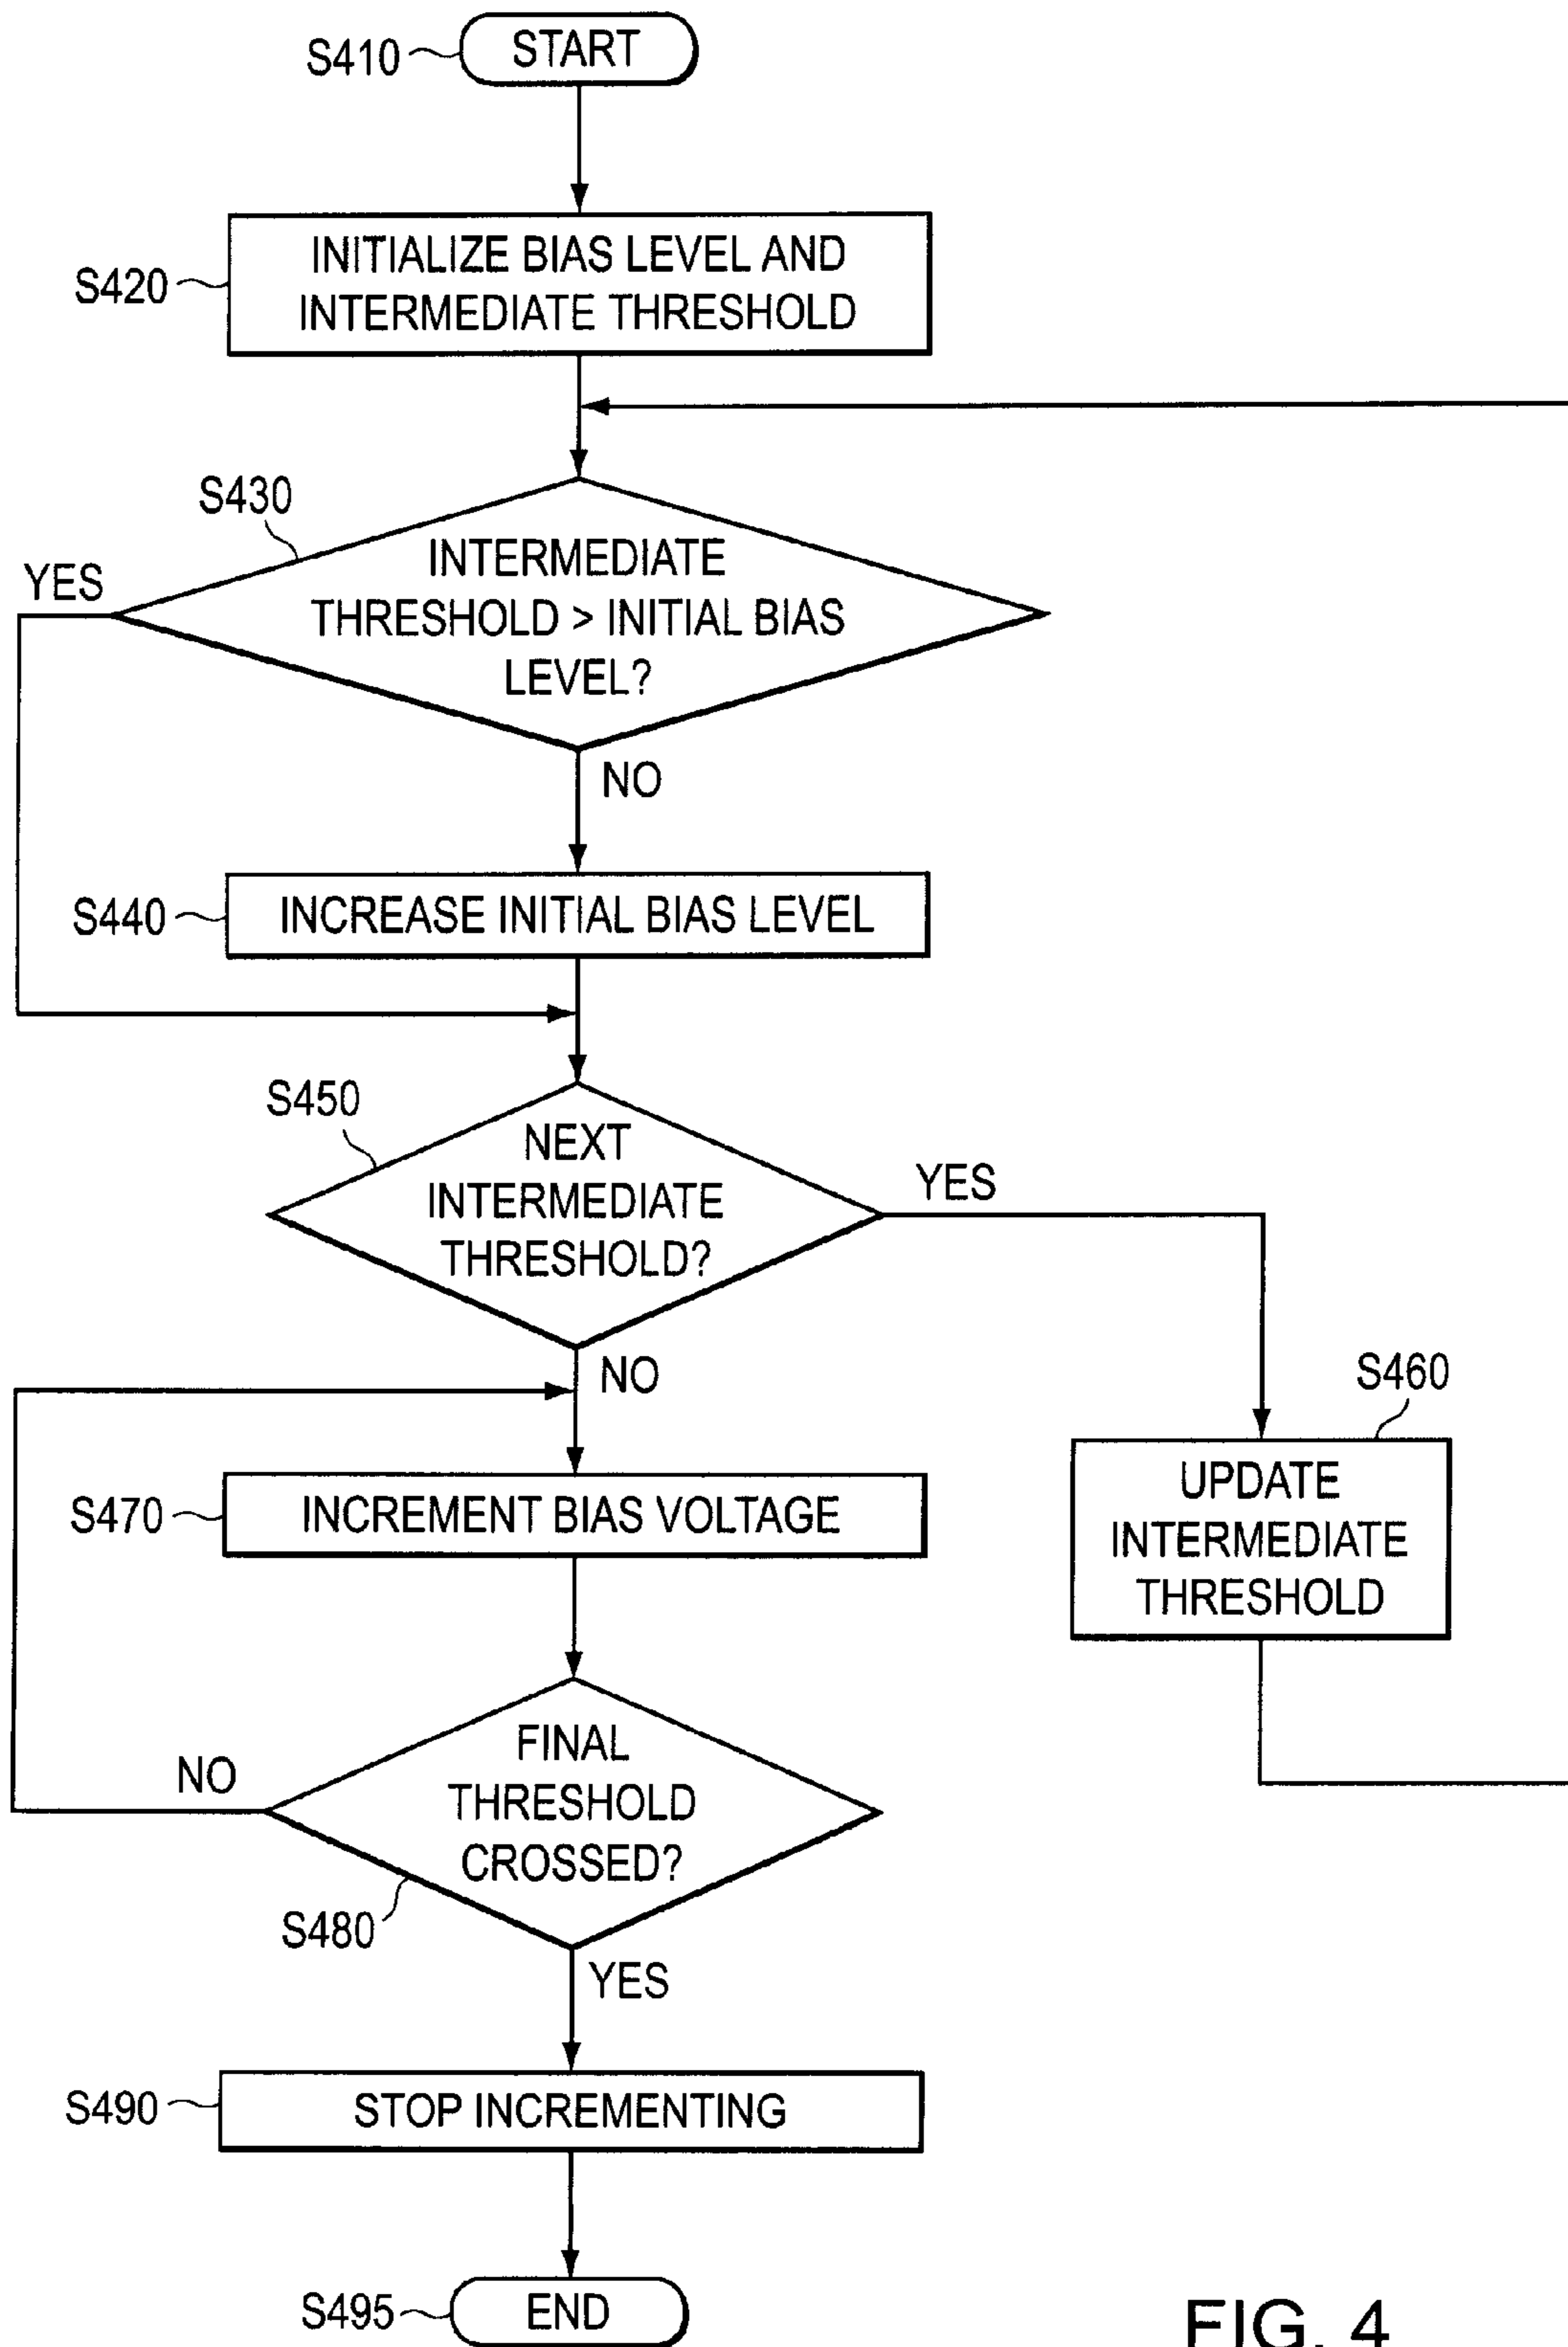 S410
START
S420
INITIALIZE BIAS LEVEL AND
INTERMEDIATE THRESHOLD
S430
YES
INTERMEDIATE
THRESHOLD > INITIAL BIAS
LEVEL?
NO
S440
INCREASE INITIAL BIAS LEVEL
S450
NEXT
INTERMEDIATE
THRESHOLD?
YES
NO
S460
UPDATE
INTERMEDIATE
THRESHOLD
S470
INCREMENT BIAS VOLTAGE
NO
FINAL
THRESHOLD
CROSSED?
S480
YES
S490
STOP INCREMENTING
S495
END
FIG. 4